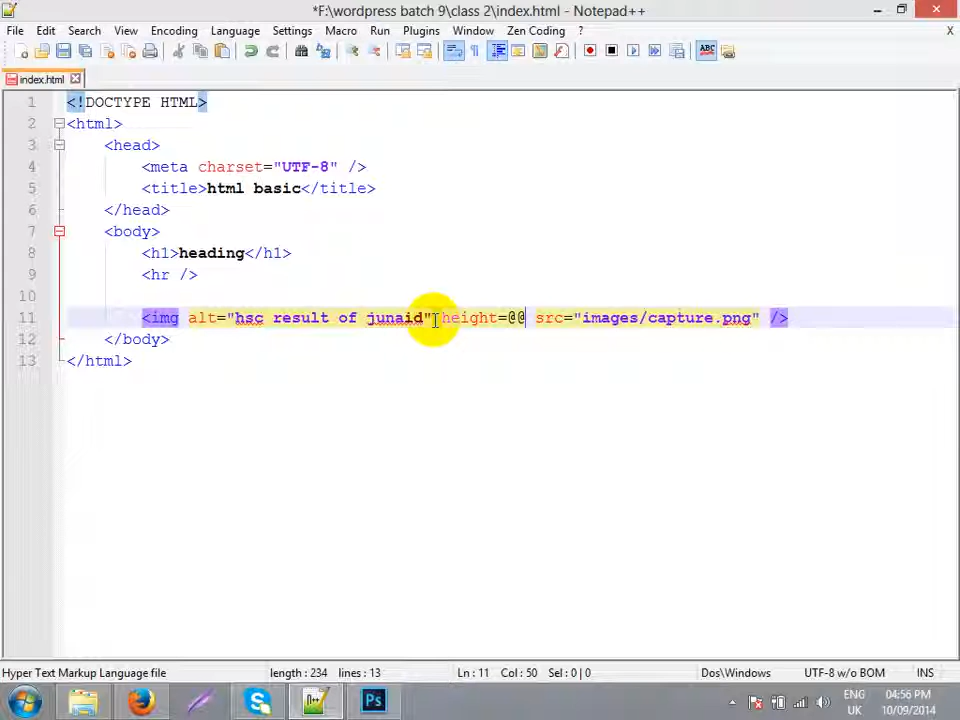 *F:\wordpress batch 9\class 2\index.html - Notepad++
File Edit Search View Encoding Language Settings Macro Run Plugins Window Zen Coding ? X
ABC
index.html
1 <!DOCTYPE HTML>
2 <html>
3 <head>
4 <meta charset="UTF-8" />
5 <title>html basic</title>
6 </head>
7 <body>
8 <h1>heading</h1>
9 <hr />
10
11 <img alt="hsc result of junaid" height=@@ src="images/capture.png" />
12 </body>
13 </html>
Hyper Text Markup Language file length : 234 lines : 13 Ln : 11 Col : 50 Sel : 0 | 0 Dos\Windows UTF-8 w/o BOM INS
ENG 04:56 PM
UK 10/09/2014